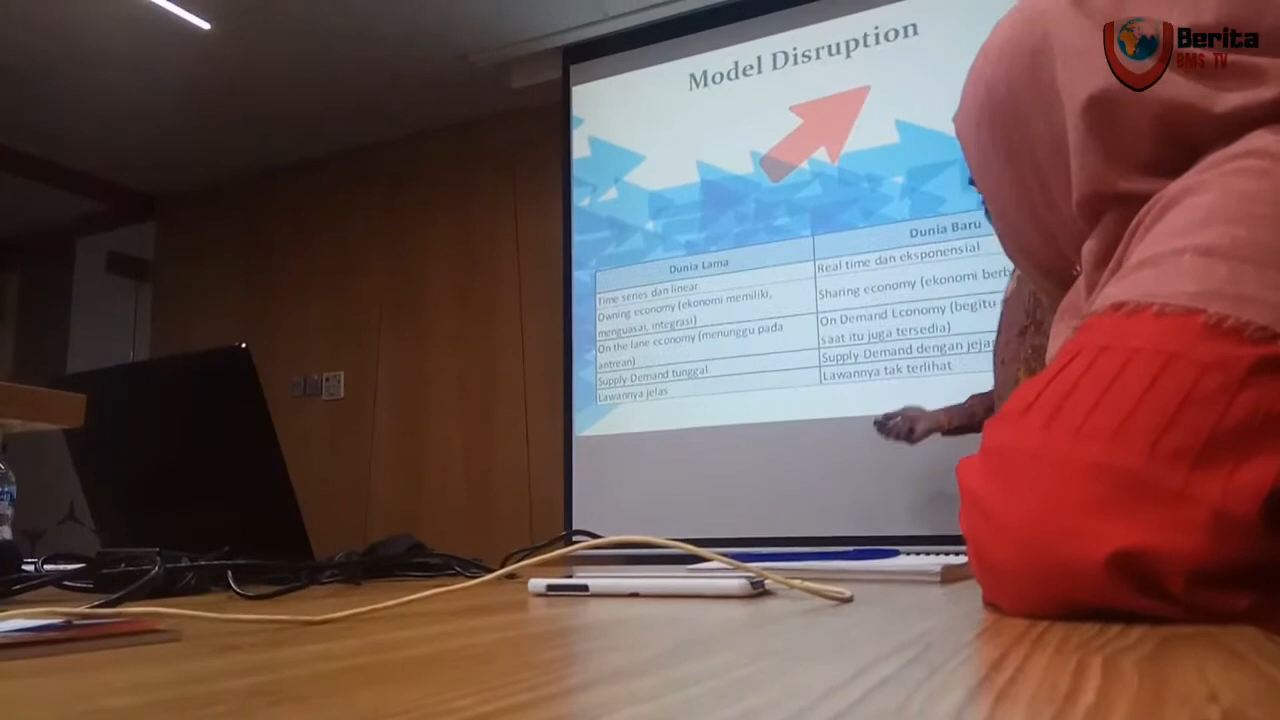 Berita
BMS TV
Model Disruption
Dunia Lama
Dunia Baru
Time series dan linear
Real time dan eksponensial
Owning economy (ekonomi memiliki,
menguasai, integrasi)
Sharing economy (ekonomi
On the lane economy (menunggu pada
antrean)
On Demand Economy (begitu
saat itu juga tersedia)
Supply Demand tunggal
Supply Demand dengan
Lawannya jelas
Lawannya tak terlihat